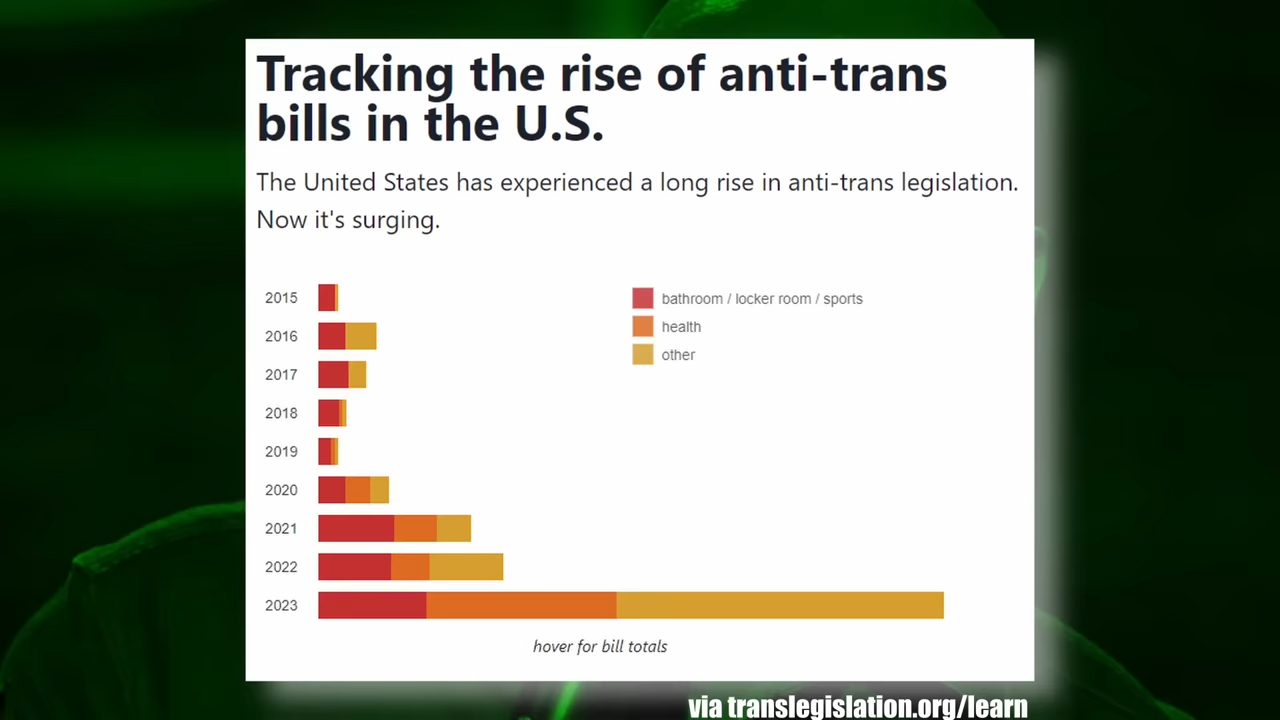 Tracking the rise of anti-trans
bills in the U.S.
The United States has experienced a long rise in anti-trans legislation.
Now it's surging.
2015
bathroom / locker room / sports
2016
health
other
2017
2018
2019
2020
2021
2022
2023
hover for bill totals
via translegislation.org/learn